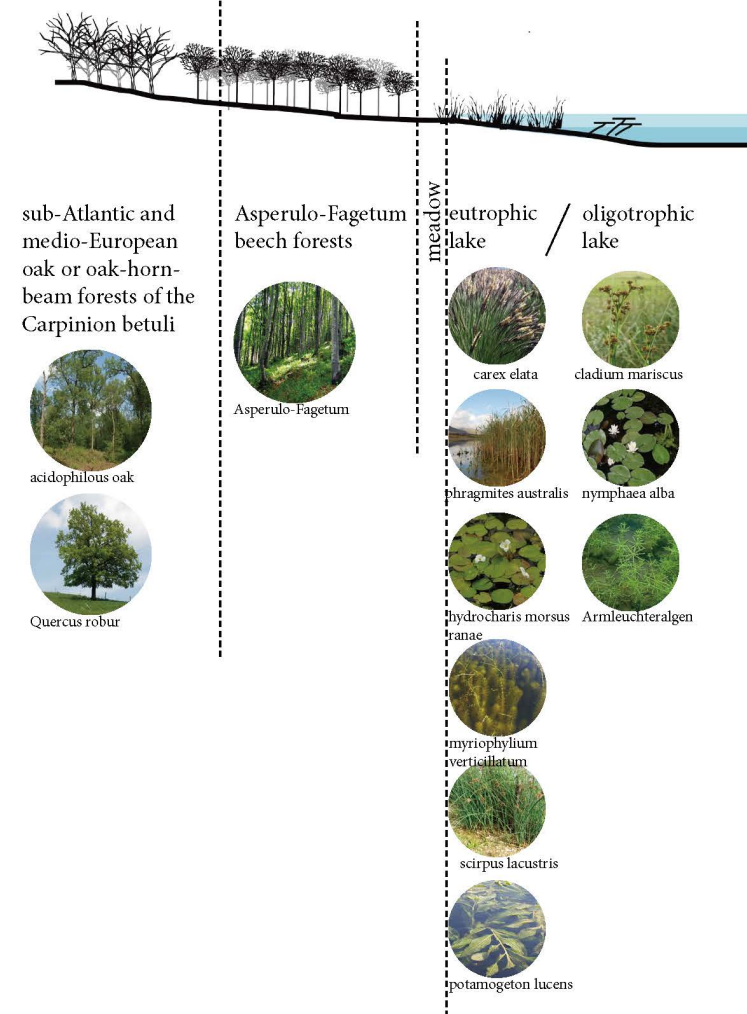 sub-Atlantic and
medio-European
oak or oak-horn-
beam forests of the
Carpinion betuli
acidophilous oak
Quercus robur
Asperulo-Fagetum
beech forests
Asperulo-Fagetum
meadow
eutrophic
lake
/
oligotrophic
lake
carex elata
phragmites australis
hydrocharis morsus
ranae
myriophylium
verticillatum
scirpus lacustris
potamogeton lucens
cladium mariscus
nymphaea alba
Armleuchteralgen